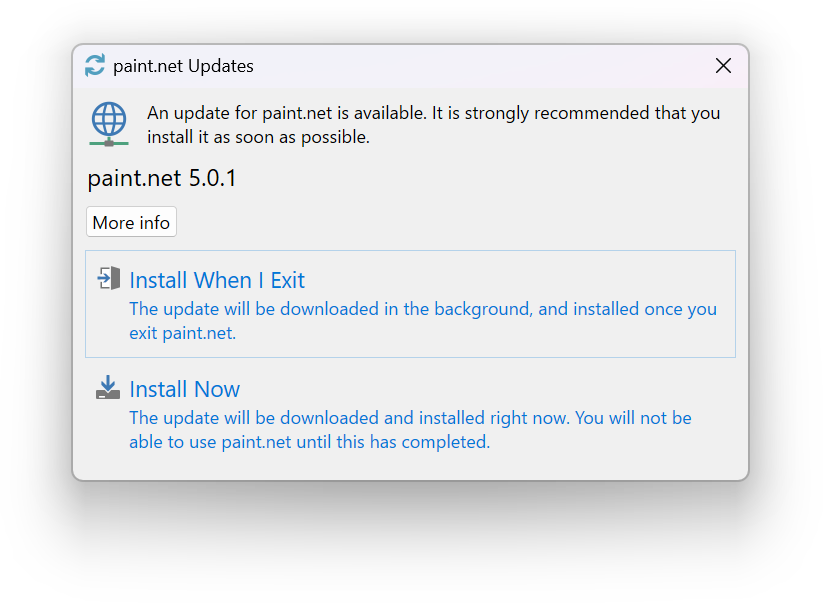 paint.net Updates
An update for paint.net is available. It is strongly recommended that you
install it as soon as possible.
paint.net 5.0.1
More info
Install When I Exit
The update will be downloaded in the background, and installed once you
exit paint.net.
Install Now
The update will be downloaded and installed right now. You will not be
able to use paint.net until this has completed.